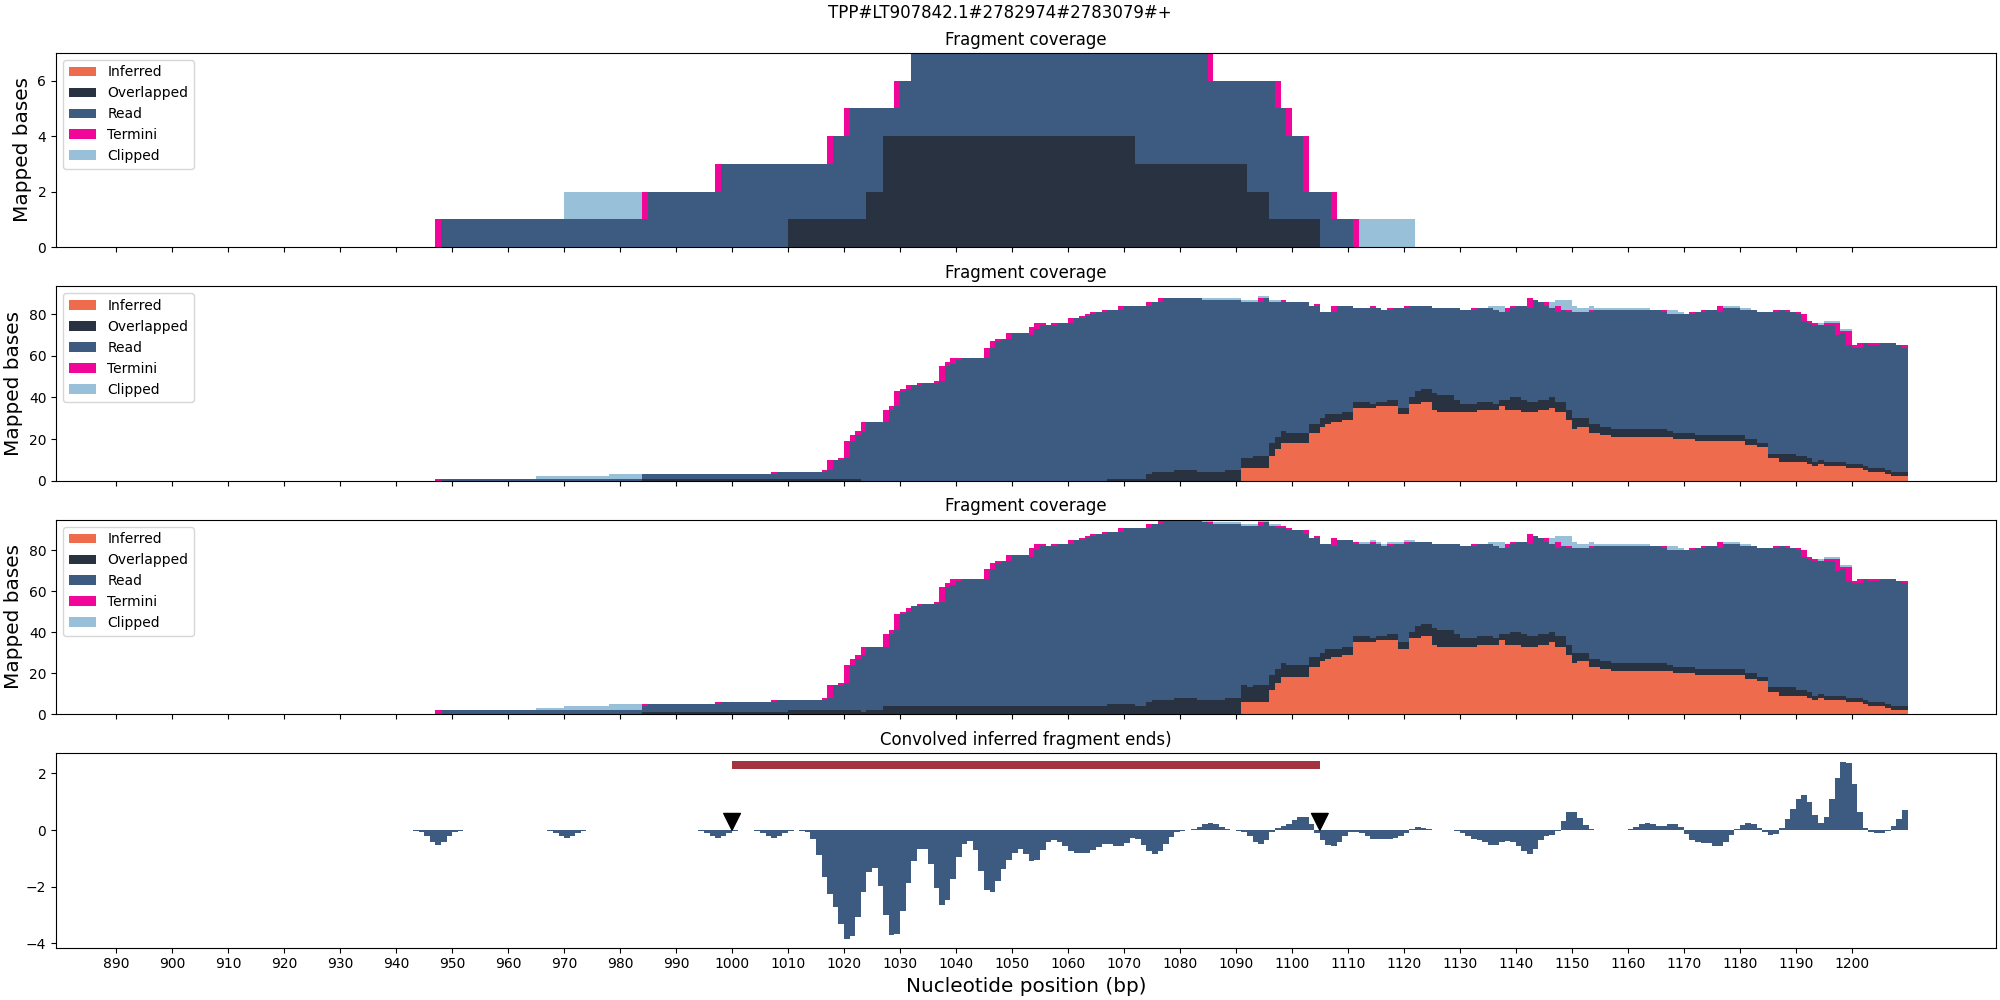 TPP#LT907842.1#2782974#2783079#+
Fragment coverage
Mapped bases
6
4
2
0
Inferred
Overlapped
Read
Termini
Clipped
Fragment coverage
Mapped bases
80
60
40
20
0
Inferred
Overlapped
Read
Termini
Clipped
Fragment coverage
Mapped bases
80
60
40
20
0
Inferred
Overlapped
Read
Termini
Clipped
Convolved inferred fragment ends)
2
0
−2
−4
890 900 910 920 930 940 950 960 970 980 990 1000 1010 1020 1030 1040 1050 1060 1070 1080 1090 1100 1110 1120 1130 1140 1150 1160 1170 1180 1190 1200
Nucleotide position (bp)